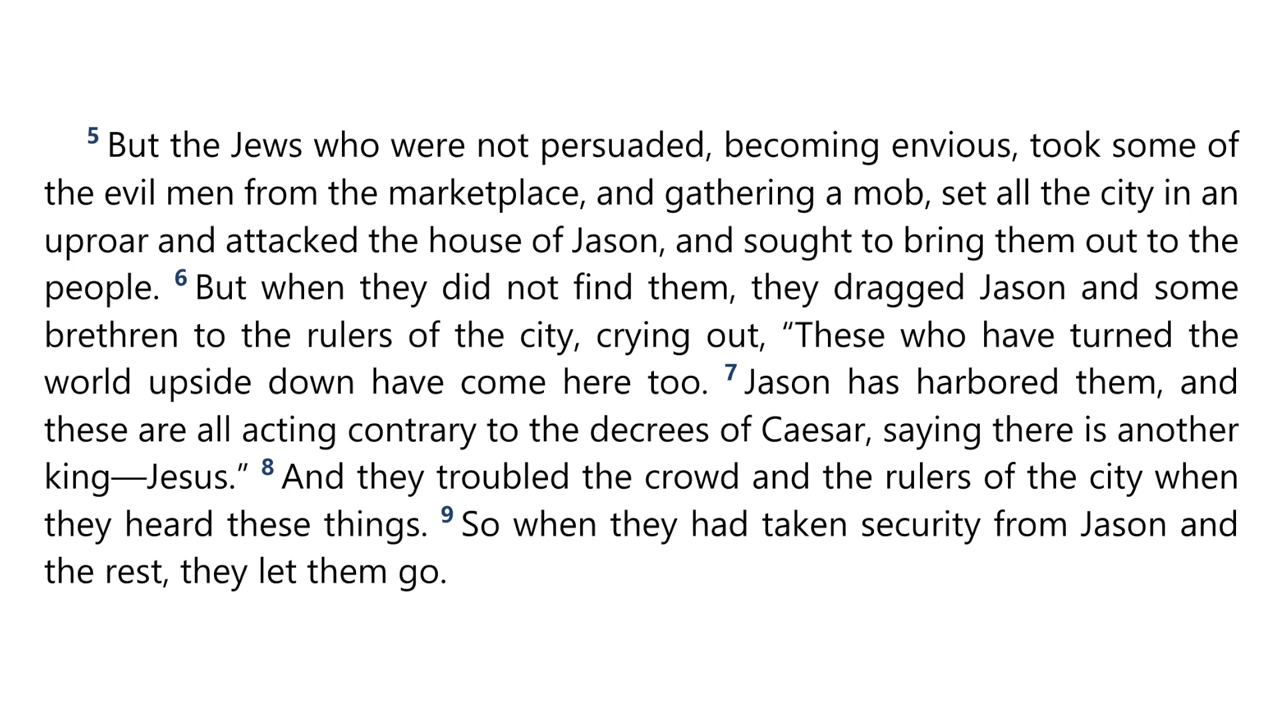 5 But the Jews who were not persuaded, becoming envious, took some of
the evil men from the marketplace, and gathering a mob, set all the city in an
uproar and attacked the house of Jason, and sought to bring them out to the
people. 6 But when they did not find them, they dragged Jason and some
brethren to the rulers of the city, crying out, “These who have turned the
world upside down have come here too. 7 Jason has harbored them, and
these are all acting contrary to the decrees of Caesar, saying there is another
king—Jesus.” 8 And they troubled the crowd and the rulers of the city when
they heard these things. 9 So when they had taken security from Jason and
the rest, they let them go.